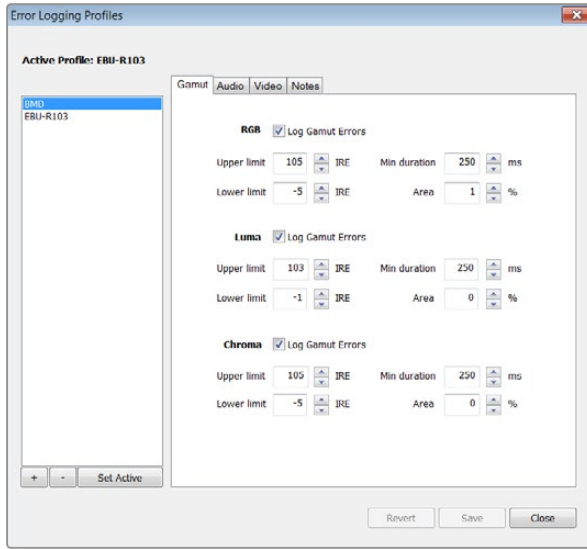 Error Logging Profiles
Active Profile: EBU-R103
Gamut Audio Video Notes
BMD
EBU-R103
RGB Log Gamut Errors
Upper limit 105 IRE Min duration 250 ms
Lower limit -5 IRE Area 1 %
Luma Log Gamut Errors
Upper limit 103 IRE Min duration 250 ms
Lower limit -1 IRE Area 0 %
Chroma Log Gamut Errors
Upper limit 105 IRE Min duration 250 ms
Lower limit -5 IRE Area 0 %
+ - Set Active
Revert Save Close